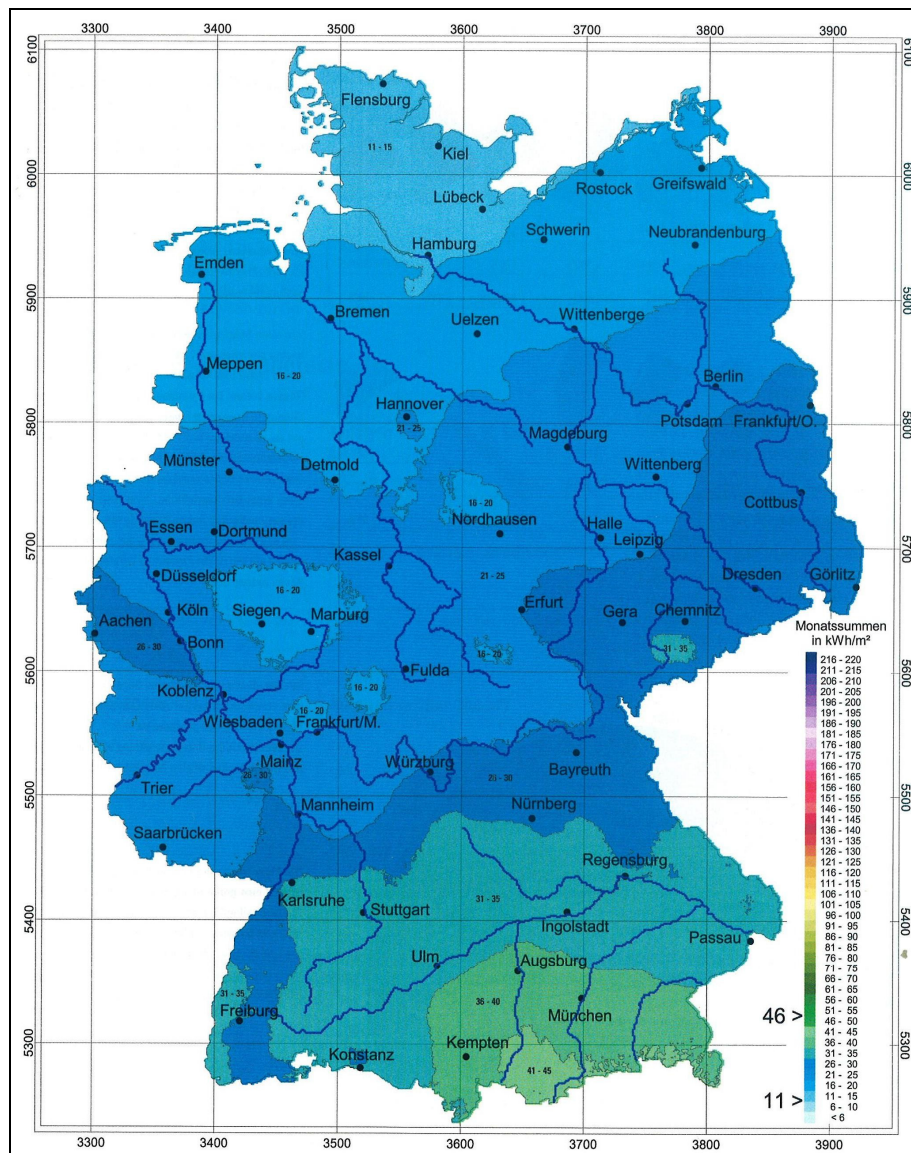 3300 3400 3500 3600 3700 3800 3900
6100 6100
Flensburg
11 - 15
Kiel
6000 6000
Rostock
Greifswald
Lübeck
Schwerin
Neubrandenburg
Hamburg
Emden
5900 5900
Bremen
Uelzen
Wittenberge
Meppen
16 - 20
Berlin
Hannover
21 - 25
Potsdam
Frankfurt/O.
5800 5800
Magdeburg
Münster
Detmold
Wittenberg
16 - 20
Cottbus
Nordhausen
Halle
Essen
Dortmund
Leipzig
5700 5700
Kassel
21 - 25
Düsseldorf
Dresden
Görlitz
16 - 20
Köln
Siegen
Marburg
Erfurt
Gera
Chemnitz
Aachen
26 - 30
Bonn
16 - 20
31 - 35
5600 5600
Fulda
Koblenz
16 - 20
16 - 20
Wiesbaden
Frankfurt/M.
Mainz
Würzburg
26 - 30
26 - 30
Bayreuth
Trier
5500 5500
Mannheim
Nürnberg
Saarbrücken
Regensburg
Karlsruhe
31 - 35
Stuttgart
5400 5400
Ingolstadt
Passau
Ulm
Augsburg
31 - 35
36 - 40
Freiburg
München
5300 5300
Konstanz
Kempten
41 - 45
3300 3400 3500 3600 3700 3800 3900
Monatssummen
in kWh/m²
216 - 220
211 - 215
206 - 210
201 - 205
196 - 200
191 - 195
186 - 190
181 - 185
176 - 180
171 - 175
166 - 170
161 - 165
156 - 160
151 - 155
146 - 150
141 - 145
136 - 140
131 - 135
126 - 130
121 - 125
116 - 120
111 - 115
106 - 110
101 - 105
96 - 100
91 - 95
86 - 90
81 - 85
76 - 80
71 - 75
66 - 70
61 - 65
56 - 60
51 - 55
46 - 50
41 - 45
36 - 40
31 - 35
26 - 30
21 - 25
16 - 20
11 - 15
6 - 10
< 6
46 >
11 >